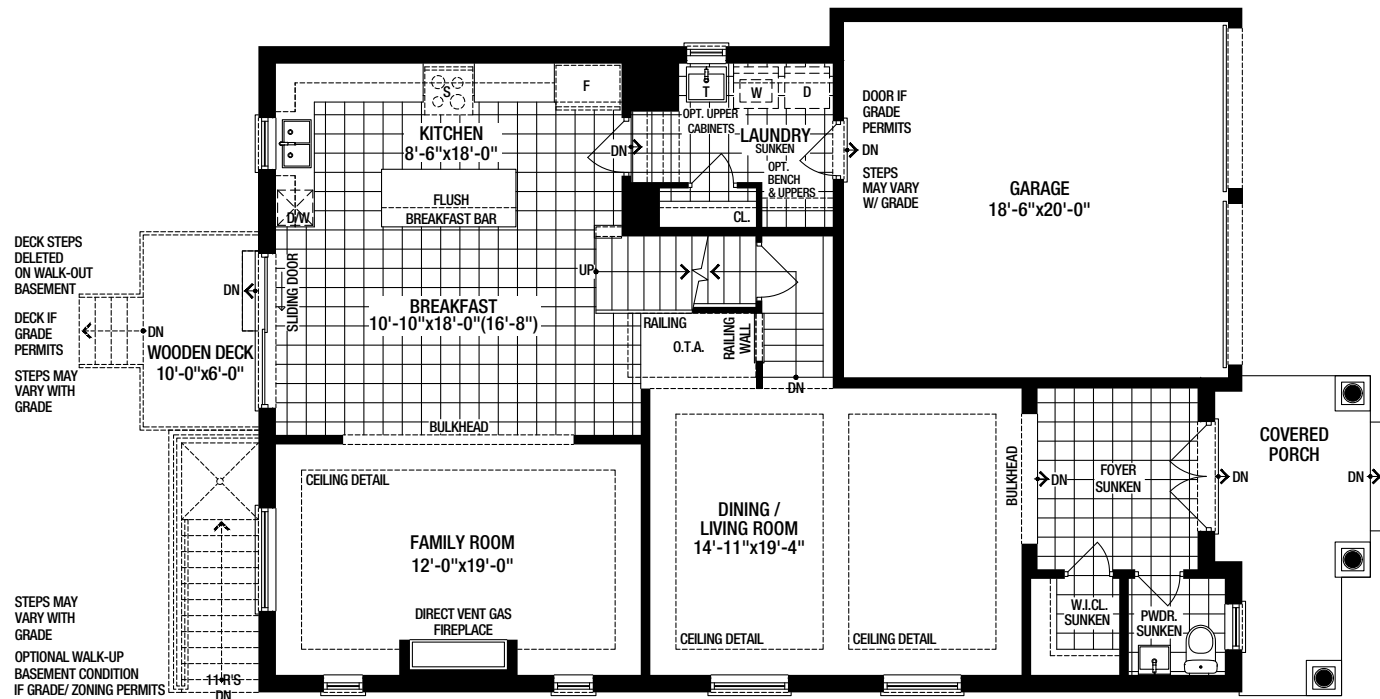 S
F
KITCHEN
8'-6"x18'-0"
FLUSH
BREAKFAST BAR
D/W
T
W
D
OPT. UPPER
CABINETS
LAUNDRY
SUNKEN
OPT.
BENCH
& UPPERS
DN
CL.
DOOR IF
GRADE
PERMITS
DN
STEPS
MAY VARY
W/ GRADE
GARAGE
18'-6"x20'-0"
DECK STEPS
DELETED
ON WALK-OUT
BASEMENT
DECK IF
GRADE
PERMITS
STEPS MAY
VARY WITH
GRADE
DN
DN
WOODEN DECK
10'-0"x6'-0"
SLIDING DOOR
BREAKFAST
10'-10"x18'-0"(16'-8")
UP
RAILING
O.T.A.
RAILING
WALL
DN
BULKHEAD
CEILING DETAIL
FAMILY ROOM
12'-0"x19'-0"
DIRECT VENT GAS
FIREPLACE
DINING /
LIVING ROOM
14'-11"x19'-4"
CEILING DETAIL
CEILING DETAIL
BULKHEAD
DN
FOYER
SUNKEN
DN
COVERED
PORCH
DN
W.I.CL.
SUNKEN
PWDR.
SUNKEN
STEPS MAY
VARY WITH
GRADE
OPTIONAL WALK-UP
BASEMENT CONDITION
IF GRADE/ ZONING PERMITS
11 R'S
DN